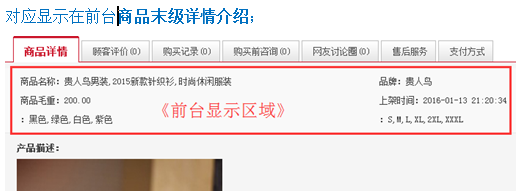 对应显示在前台商品末级详情介绍;
商品详情 顾客评价(0) 购买记录(0) 购买前咨询(0) 网友讨论圈(0) 售后服务 支付方式
商品名称: 贵人鸟男装,2015新款针织衫,时尚休闲服装 品牌: 贵人鸟
商品毛重: 200.00 上架时间: 2016-01-13 21:20:34
: 黑色,绿色,白色,紫色 : S,M,L,XL,2XL,XXXL
《前台显示区域》
产品描述: